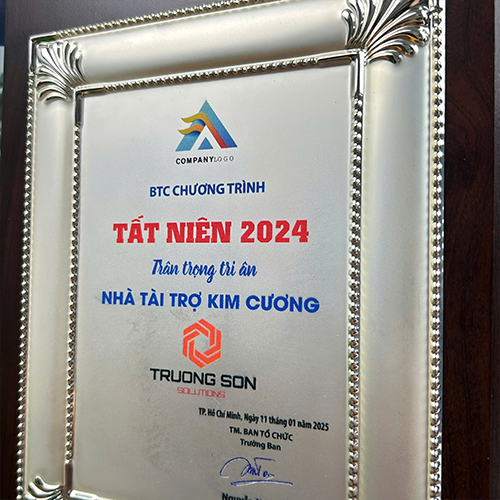 COMPANYLOGO
BTC CHƯƠNG TRÌNH
TẤT NIÊN 2024
Trân trọng tri ân
NHÀ TÀI TRỢ KIM CƯƠNG
TRUONG SON
SOLUTIONS
TP. Hồ Chí Minh, Ngày 11 tháng 01 năm 2025
TM. BAN TỔ CHỨC
Trưởng Ban